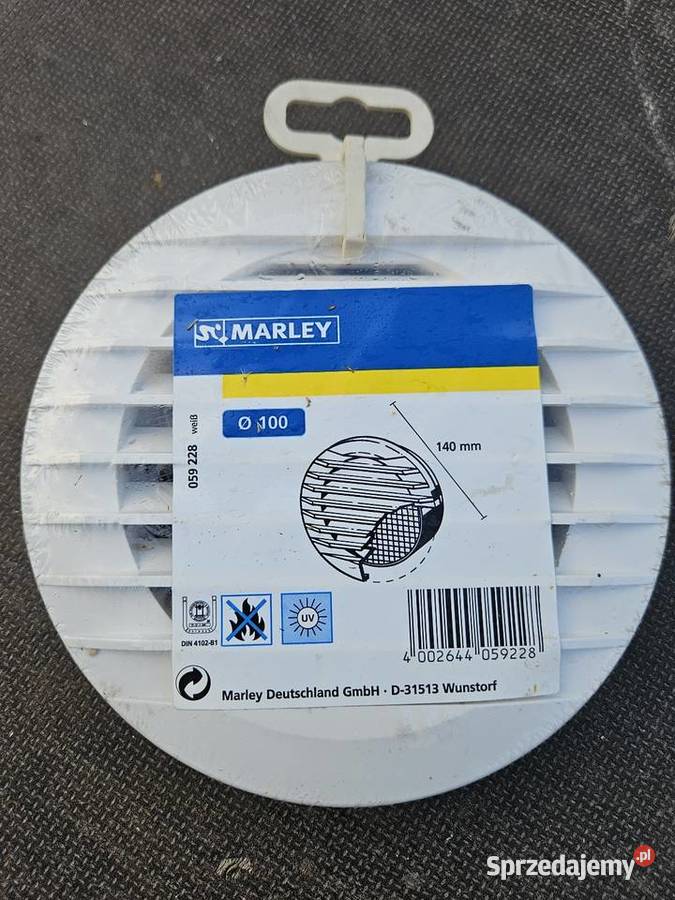 MARLEY
Ø 100
140 mm
059 228 weiß
UV
DIN 4102-B1
4 002644 059228
Marley Deutschland GmbH · D-31513 Wunstorf
Sprzedajemy.pl